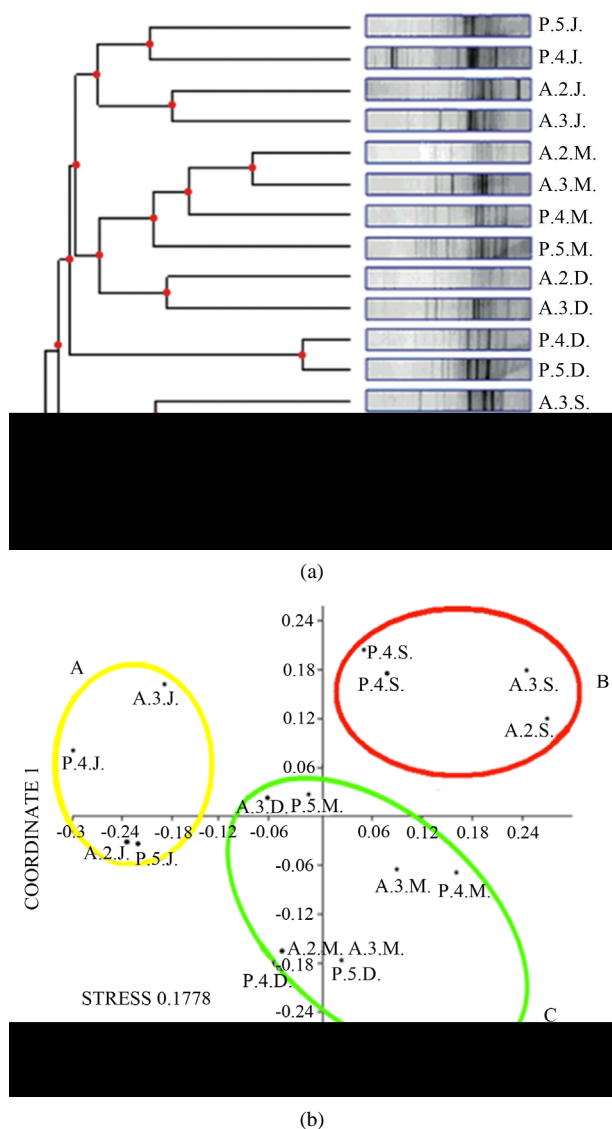 P.5.J.
P.4.J.
A.2.J.
A.3.J.
A.2.M.
A.3.M.
P.4.M.
P.5.M.
A.2.D.
A.3.D.
P.4.D.
P.5.D.
A.3.S.
(a)
0.24
A
P.4.S.
0.18
P.4.S.
A.3.S.
B
A.3.J.
0.12
A.2.S.
P.4.J.
0.06
A.3.D. P.5.M.
-0.3 -0.24 -0.18 -0.12 -0.06 0.06 0.12 0.18 0.24
A.2.J. P.5.J.
COORDINATE 1
-0.06
A.3.M. P.4.M.
-0.12
A.2.M. A.3.M.
-0.18
P.4.D. P.5.D.
STRESS 0.1778
-0.24
C
(b)